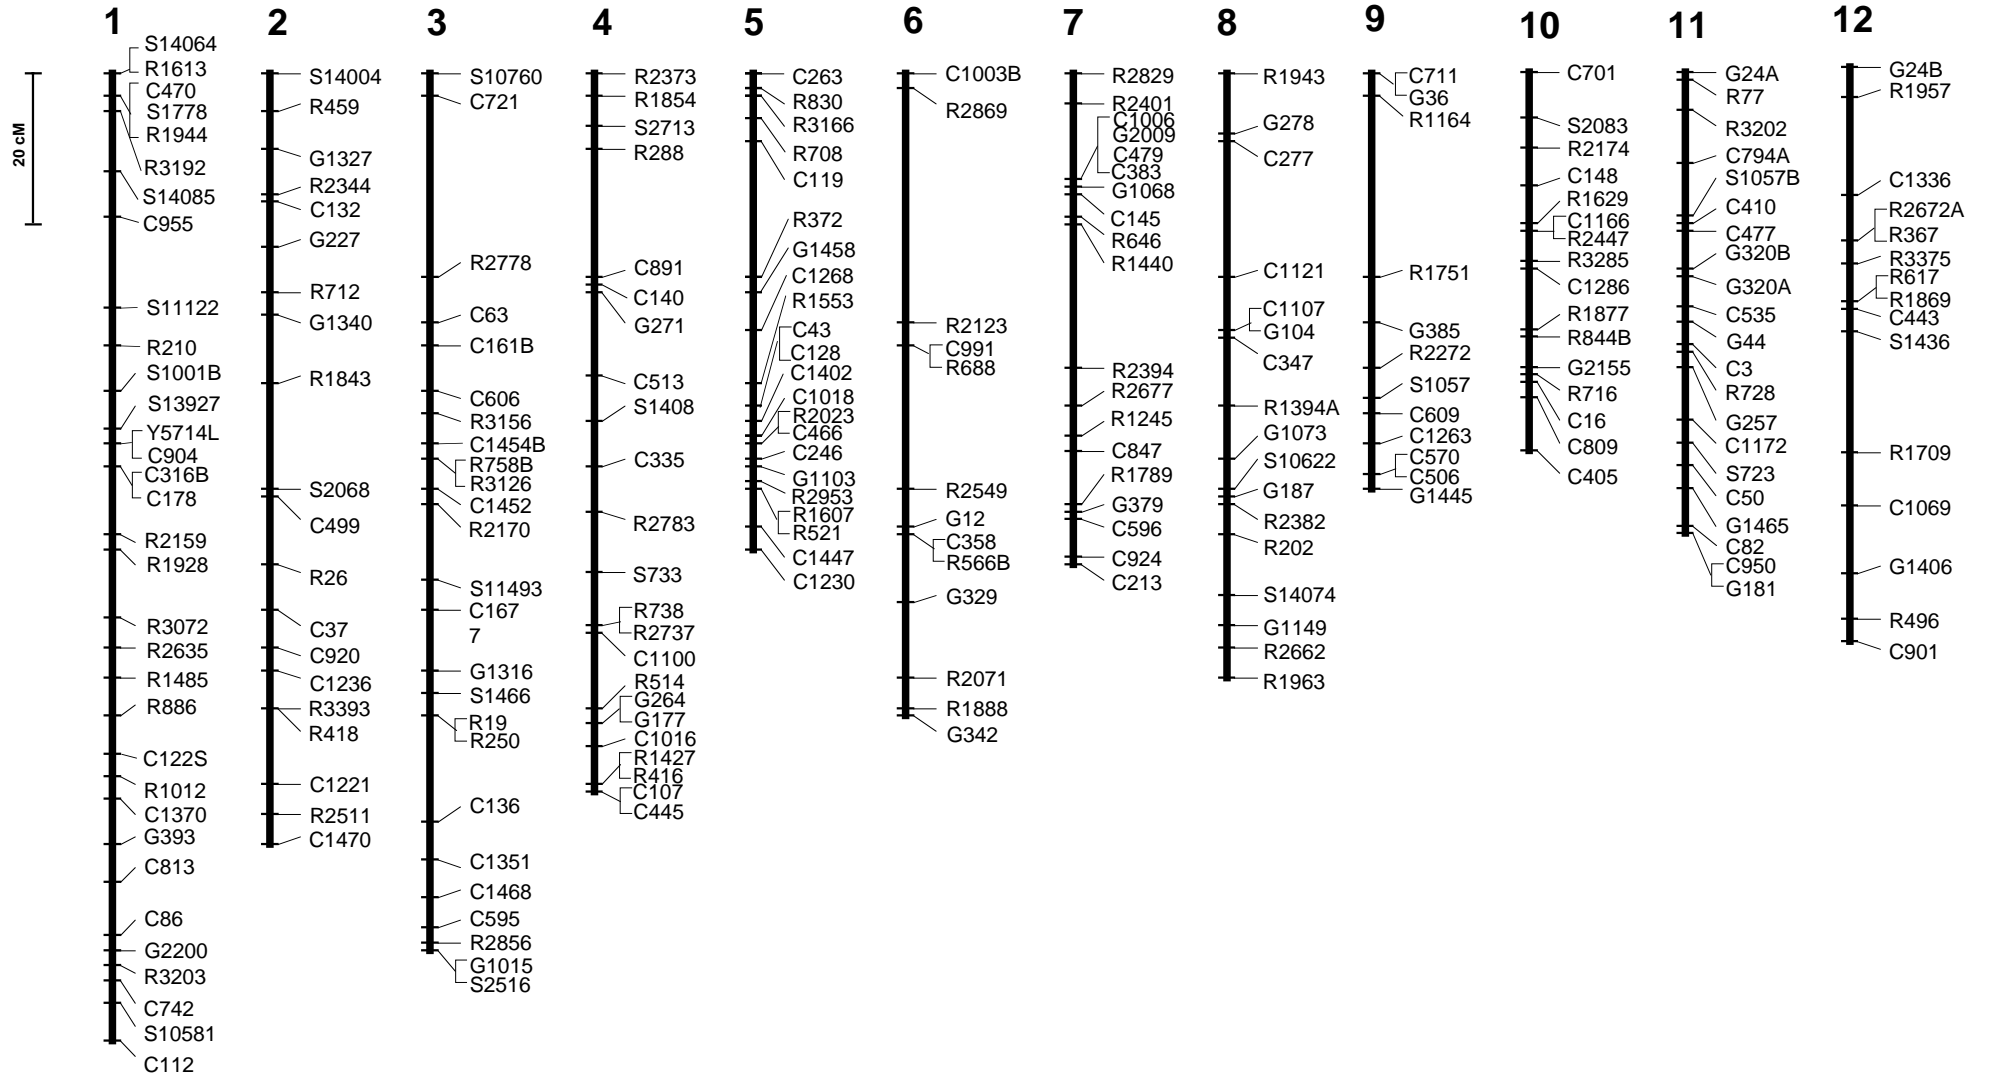 1
2
3
4
5
6
7
8
9
10
11
12
20 cM
S14064
R1613
C470
S1778
R1944
R3192
S14085
C955
S11122
R210
S1001B
S13927
Y5714L
C904
C316B
C178
R2159
R1928
R3072
R2635
R1485
R886
C122S
R1012
C1370
G393
C813
C86
G2200
R3203
C742
S10581
C112
S14004
R459
G1327
R2344
C132
G227
R712
G1340
R1843
S2068
C499
R26
C37
C920
C1236
R3393
R418
C1221
R2511
C1470
S10760
C721
R2778
C63
C161B
C606
R3156
C1454B
R758B
R3126
C1452
R2170
S11493
C167
7
G1316
S1466
R19
R250
C136
C1351
C1468
C595
R2856
G1015
S2516
R2373
R1854
S2713
R288
C891
C140
G271
C513
S1408
C335
R2783
S733
R738
R2737
C1100
R514
G264
G177
C1016
R1427
R416
C107
C445
C263
R830
R3166
R708
C119
R372
G1458
C1268
R1553
C43
C128
C1402
C1018
R2023
C466
C246
G1103
R2953
R1607
R521
C1447
C1230
C1003B
R2869
R2123
C991
R688
R2549
G12
C358
R566B
G329
R2071
R1888
G342
R2829
R2401
C1006
G2009
C479
C383
G1068
C145
R646
R1440
R2394
R2677
R1245
C847
R1789
G379
C596
C924
C213
R1943
G278
C277
C1121
C1107
G104
C347
R1394A
G1073
S10622
G187
R2382
R202
S14074
G1149
R2662
R1963
C711
G36
R1164
R1751
G385
R2272
S1057
C609
C1263
C570
C506
G1445
C701
S2083
R2174
C148
R1629
C1166
R2447
R3285
C1286
R1877
R844B
G2155
R716
C16
C809
C405
G24A
R77
R3202
C794A
S1057B
C410
C477
G320B
G320A
C535
G44
C3
R728
G257
C1172
S723
C50
G1465
C82
C950
G181
G24B
R1957
C1336
R2672A
R367
R3375
R617
R1869
C443
S1436
R1709
C1069
G1406
R496
C901